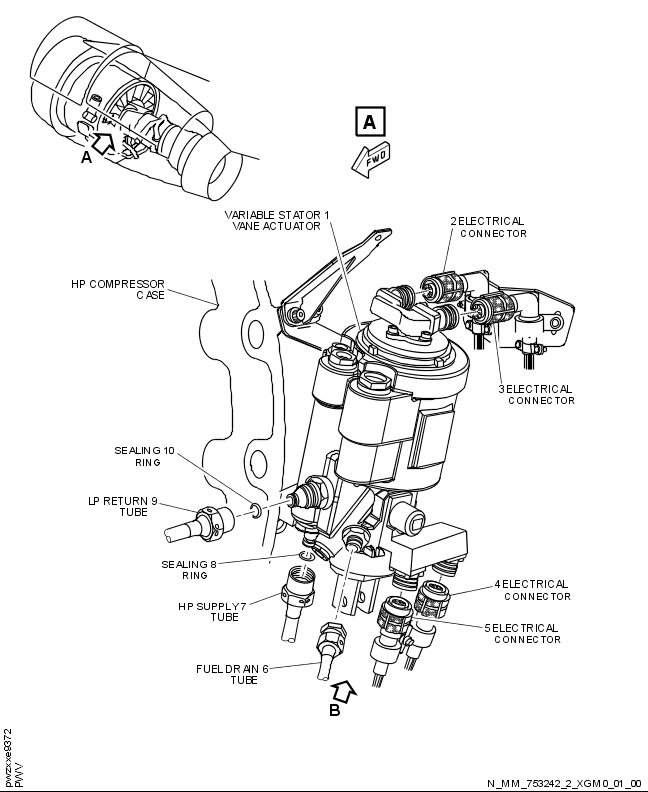 A
A
FWD
VARIABLE STATOR 1
VANE ACTUATOR
2 ELECTRICAL
CONNECTOR
HP COMPRESSOR
CASE
3 ELECTRICAL
CONNECTOR
SEALING 10
RING
LP RETURN 9
TUBE
SEALING 8
RING
4 ELECTRICAL
CONNECTOR
HP SUPPLY 7
TUBE
5 ELECTRICAL
CONNECTOR
FUEL DRAIN 6
TUBE
B
pwzxxe9372
PWV
N_MM_753242_2_XGM0_01_00